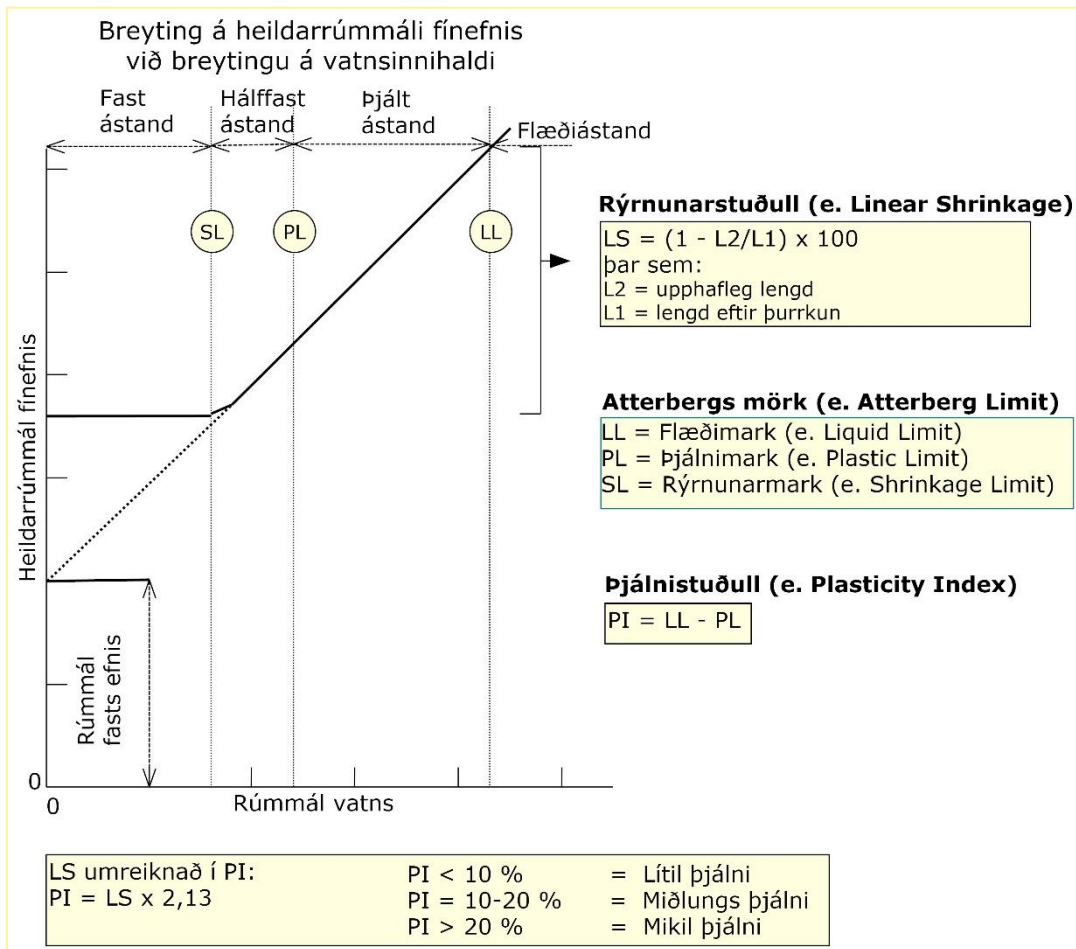 Breyting á heildarrúmmáli fínefnis
við breytingu á vatnsinnihaldi
Fast
ástand
Hálffast
ástand
Þjált
ástand
Flæðiástand
SL
PL
LL
Heildarrúmmál fínefnis
Rúmmál
fasts efnis
0
0
Rúmmál vatns
Rýrnunarstuðull (e. Linear Shrinkage)
LS = (1 - L2/L1) x 100
þar sem:
L2 = upphafleg lengd
L1 = lengd eftir þurrkun
Atterbergs mörk (e. Atterberg Limit)
LL = Flæðimark (e. Liquid Limit)
PL = Þjálnimark (e. Plastic Limit)
SL = Rýrnunarmark (e. Shrinkage Limit)
Þjálnistuðull (e. Plasticity Index)
PI = LL - PL
LS umreiknað í PI:
PI = LS x 2,13
PI < 10 % = Lítil þjálni
PI = 10-20 % = Miðlungs þjálni
PI > 20 % = Mikil þjálni